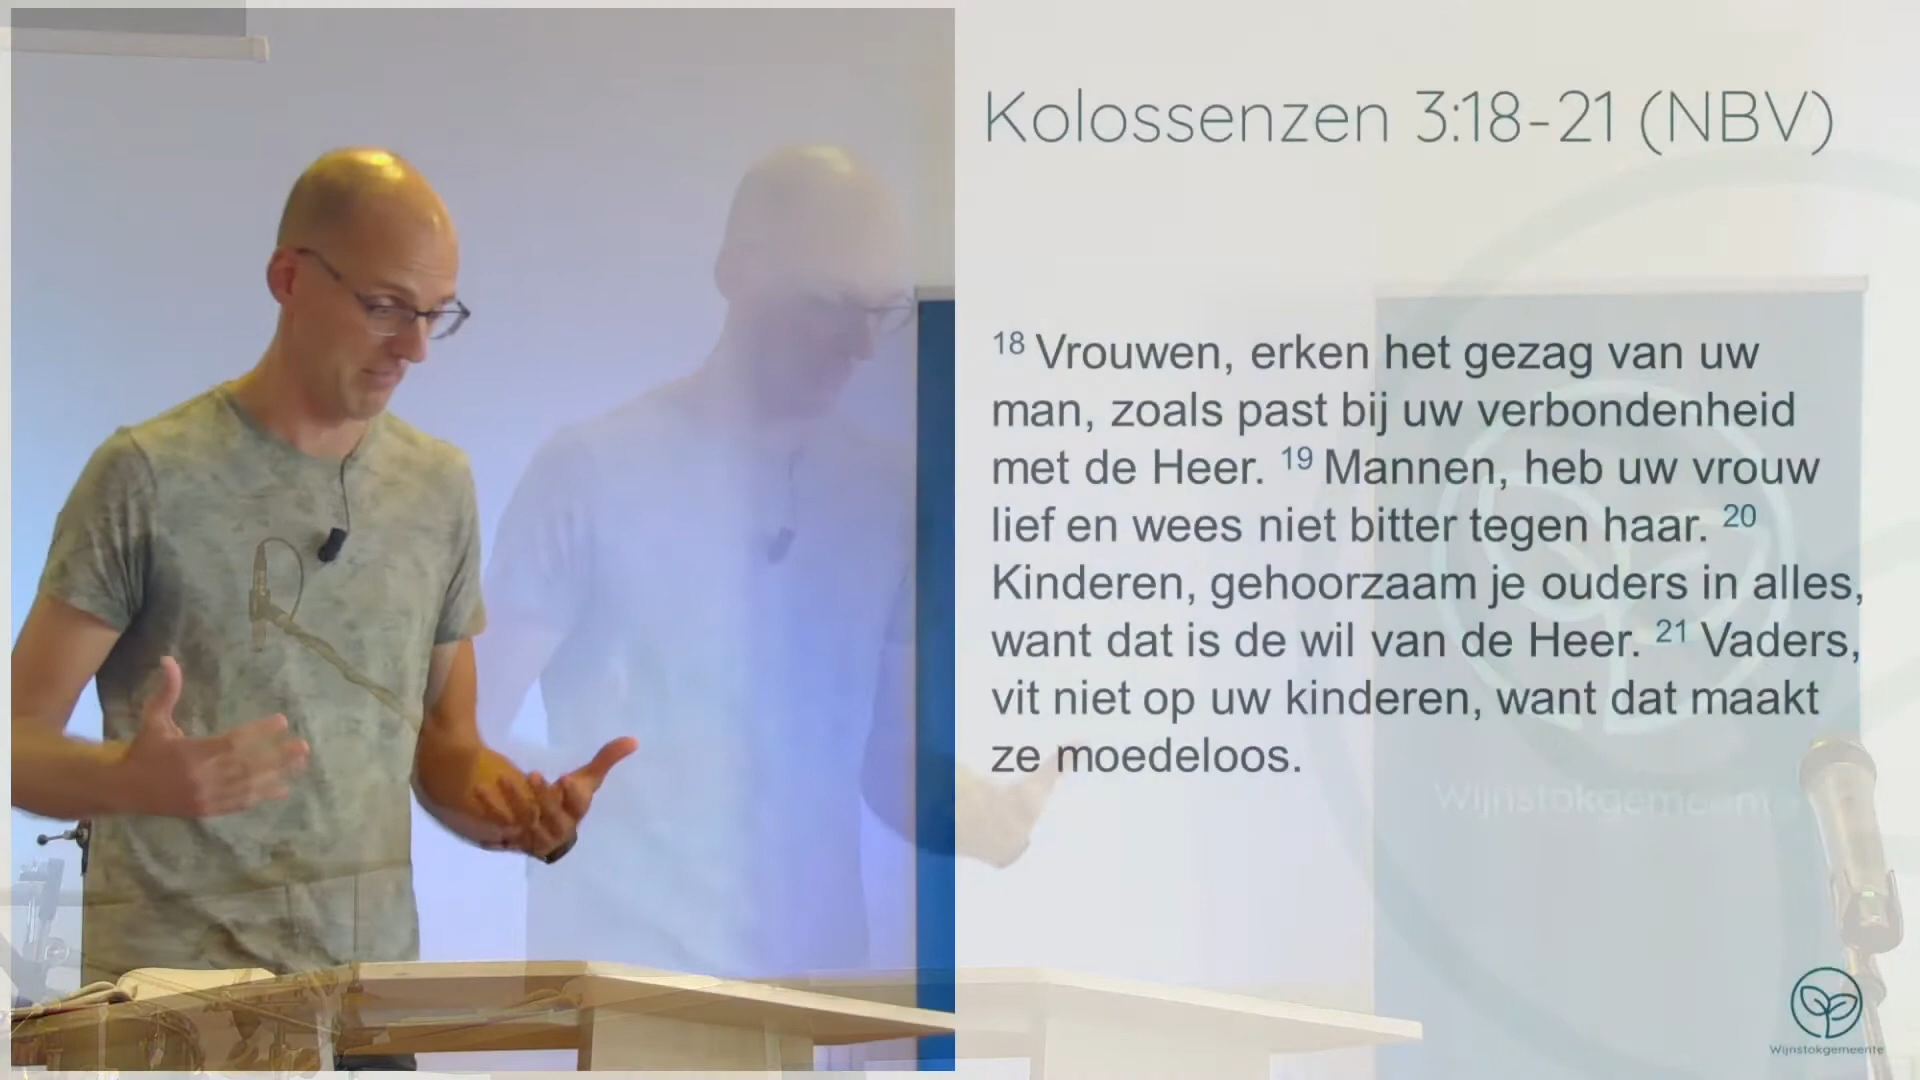 Kolossenzen 3:18-21 (NBV)
18 Vrouwen, erken het gezag van uw
man, zoals past bij uw verbondenheid
met de Heer. 19 Mannen, heb uw vrouw
lief en wees niet bitter tegen haar. 20
Kinderen, gehoorzaam je ouders in alles,
want dat is de wil van de Heer. 21 Vaders,
vit niet op uw kinderen, want dat maakt
ze moedeloos.
Wijnstokgemeente
Wijnstokgemeente